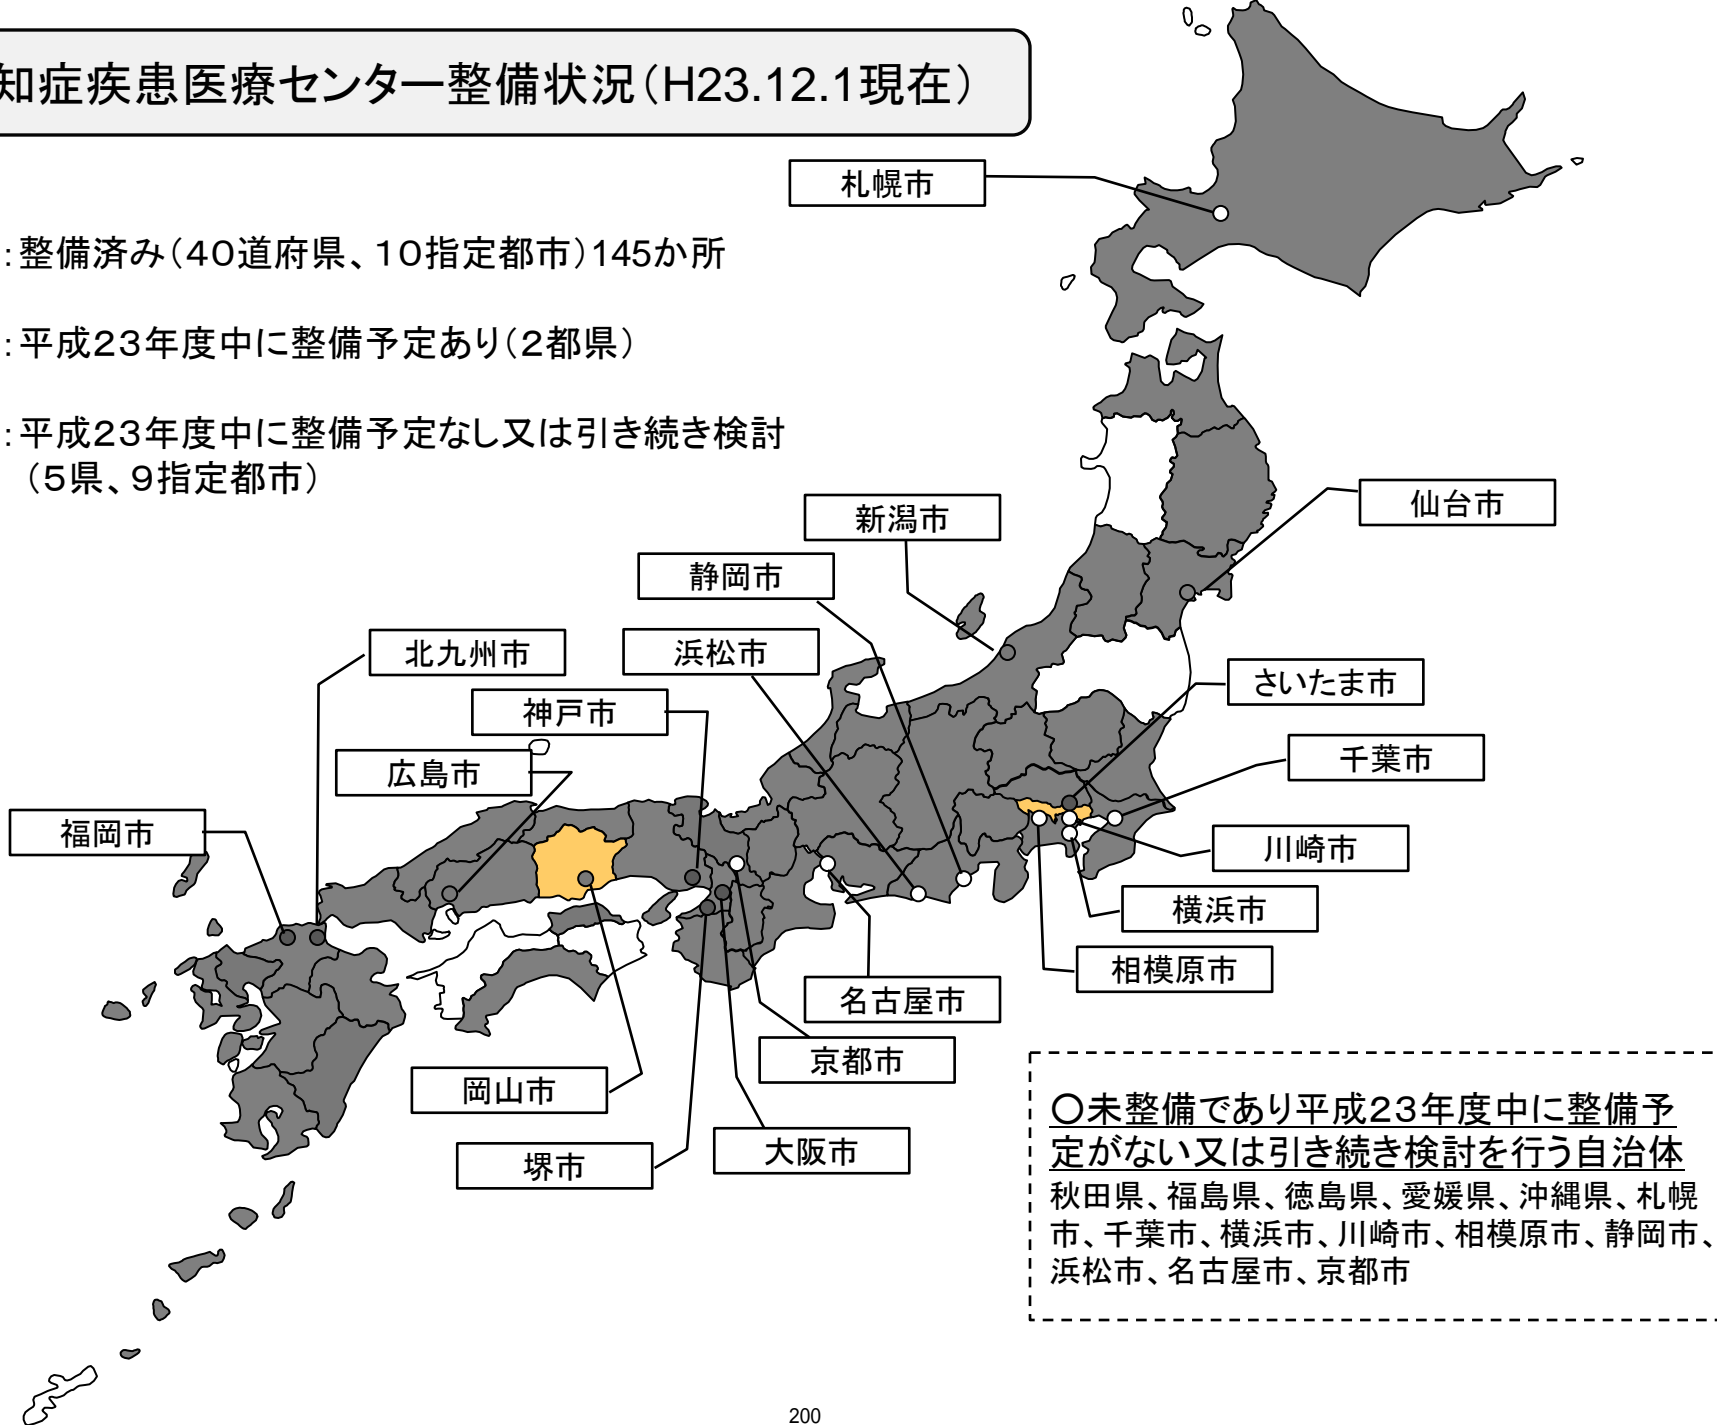 知症疾患医療センター整備状況（H23.12.1現在）
札幌市
：整備済み（４０道府県、１０指定都市）145か所
：平成２３年度中に整備予定あり（２都県）
：平成２３年度中に整備予定なし又は引き続き検討
（５県、９指定都市）
仙台市
新潟市
静岡市
北九州市
浜松市
さいたま市
神戸市
千葉市
広島市
福岡市
川崎市
横浜市
相模原市
名古屋市
京都市
岡山市
大阪市
堺市
○未整備であり平成２３年度中に整備予
定がない又は引き続き検討を行う自治体
秋田県、福島県、徳島県、愛媛県、沖縄県、札幌
市、千葉市、横浜市、川崎市、相模原市、静岡市、
浜松市、名古屋市、京都市
200